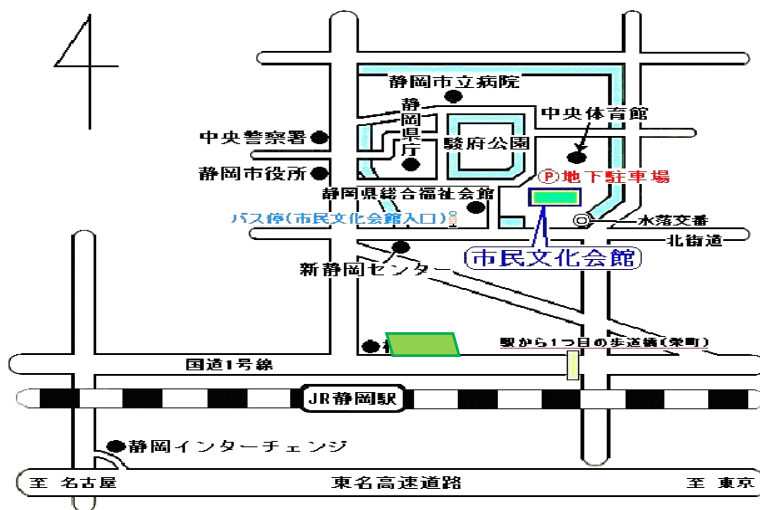 静岡市立病院
静岡県庁
中央体育館
中央警察署
駿府公園
静岡市役所
Ⓟ地下駐車場
静岡県総合福祉会館
バス停(市民文化会館入口)
水落交番
北街道
市民文化会館
新静岡センター
駅から1つ目の歩道橋(栄町)
国道1号線
JR静岡駅
静岡インターチェンジ
至 名古屋
東名高速道路
至 東京